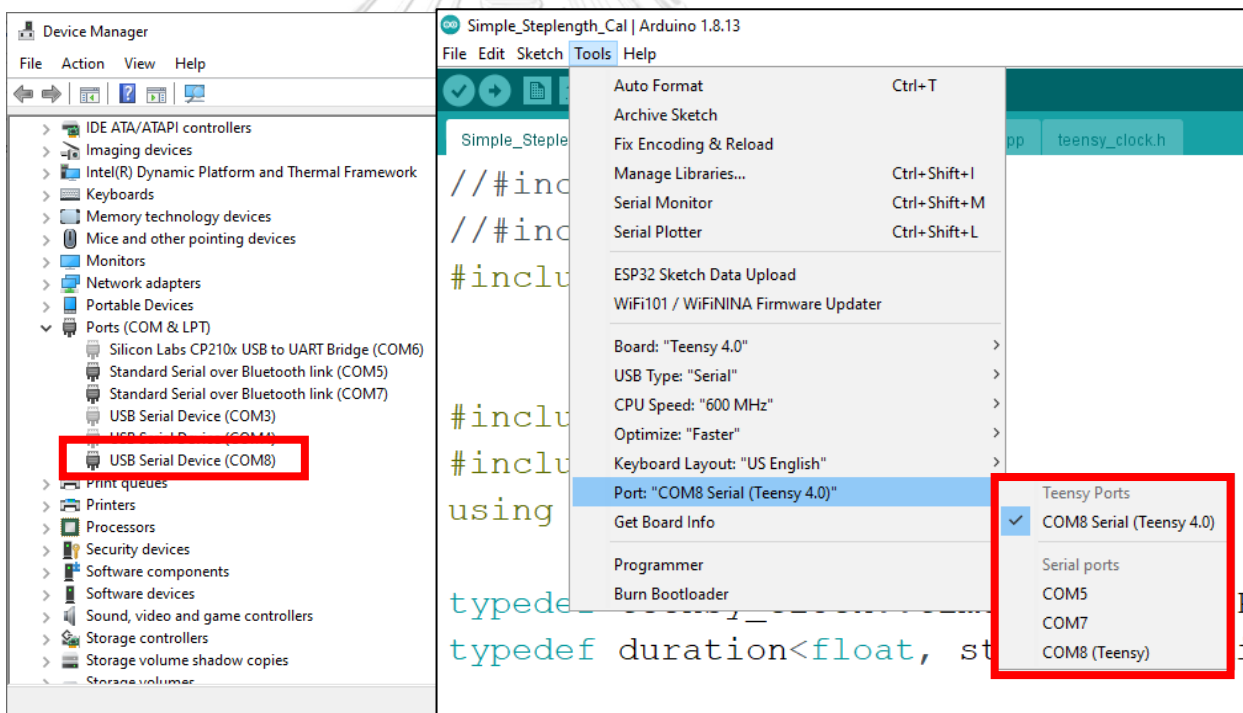 Device Manager
File Action View Help
IDE ATA/ATAPI controllers
Imaging devices
Intel(R) Dynamic Platform and Thermal Framework
Keyboards
Memory technology devices
Mice and other pointing devices
Monitors
Network adapters
Portable Devices
Ports (COM & LPT)
Silicon Labs CP210x USB to UART Bridge (COM6)
Standard Serial over Bluetooth link (COM5)
Standard Serial over Bluetooth link (COM7)
USB Serial Device (COM3)
USB Serial Device (COM4)
USB Serial Device (COM8)
Print queues
Printers
Processors
Security devices
Software components
Software devices
Sound, video and game controllers
Storage controllers
Storage volume shadow copies
Storage volumes
Simple_Steplength_Cal | Arduino 1.8.13
File Edit Sketch Tools Help
Simple_Steple
pp
teensy_clock.h
//#inc
//#inc
#inclu
#inclu
#inclu
using
typede
typedef duration<float, st
Auto Format Ctrl+T
Archive Sketch
Fix Encoding & Reload
Manage Libraries... Ctrl+Shift+I
Serial Monitor Ctrl+Shift+M
Serial Plotter Ctrl+Shift+L
ESP32 Sketch Data Upload
WiFi101 / WiFiNINA Firmware Updater
Board: "Teensy 4.0"
USB Type: "Serial"
CPU Speed: "600 MHz"
Optimize: "Faster"
Keyboard Layout: "US English"
Port: "COM8 Serial (Teensy 4.0)"
Get Board Info
Programmer
Burn Bootloader
Teensy Ports
COM8 Serial (Teensy 4.0)
Serial ports
COM5
COM7
COM8 (Teensy)